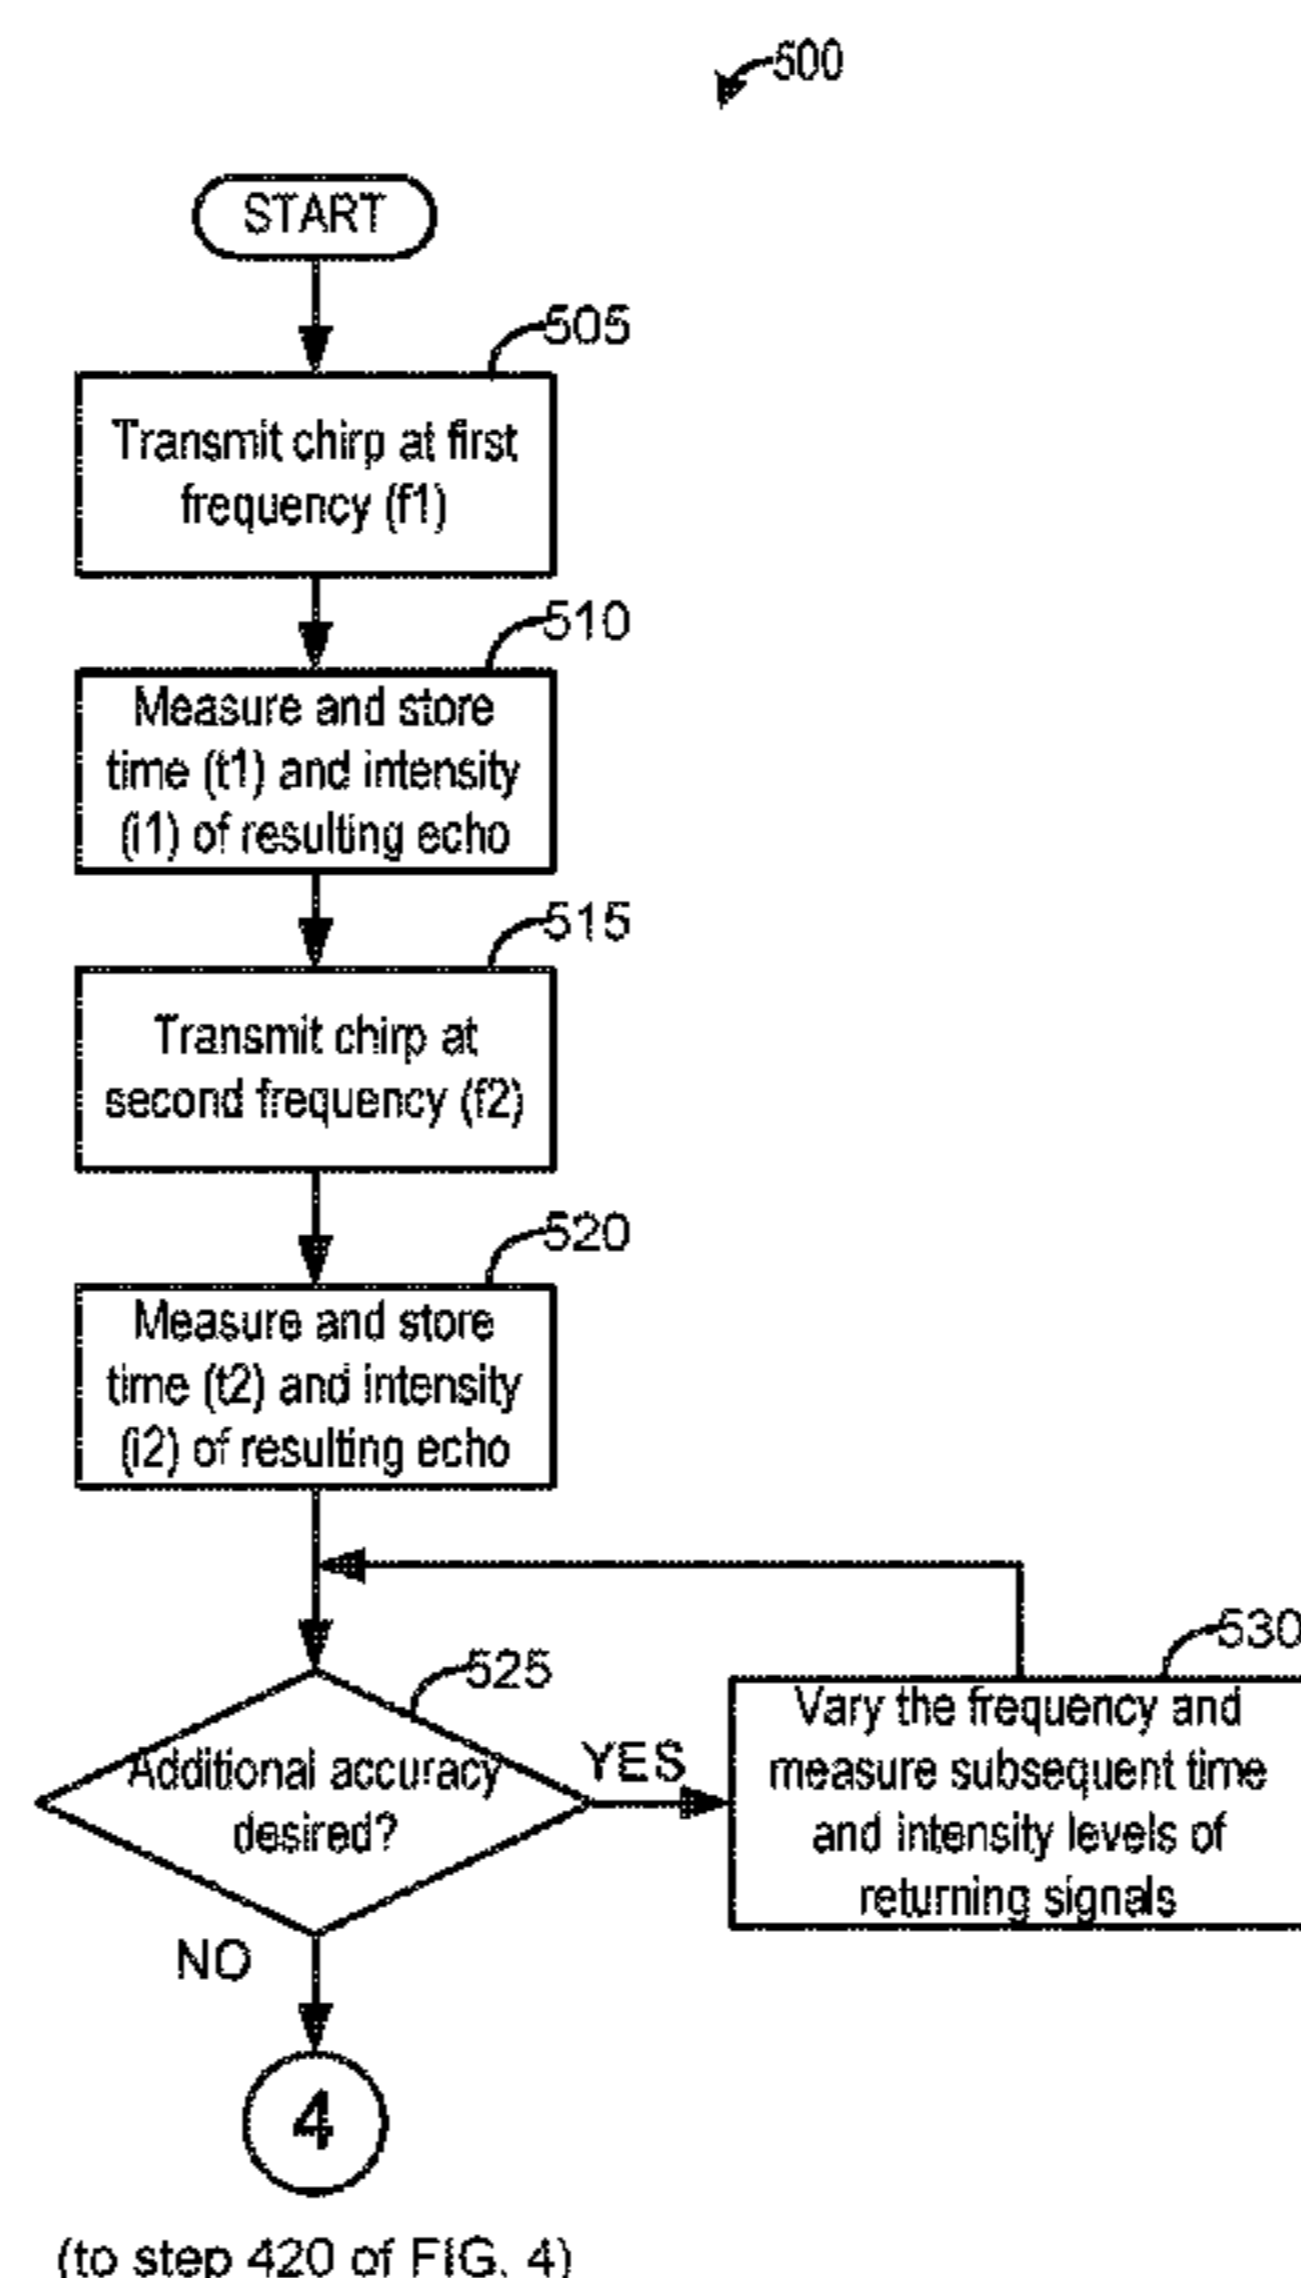 500
START
505
Transmit chirp at first
frequency (f1)
510
Measure and store
time (t1) and intensity
(i1) of resulting echo
515
Transmit chirp at
second frequency (f2)
520
Measure and store
time (t2) and intensity
(i2) of resulting echo
525
Additional accuracy
desired?
YES
530
Vary the frequency and
measure subsequent time
and intensity levels of
returning signals
NO
4
(to step 420 of FIG. 4)